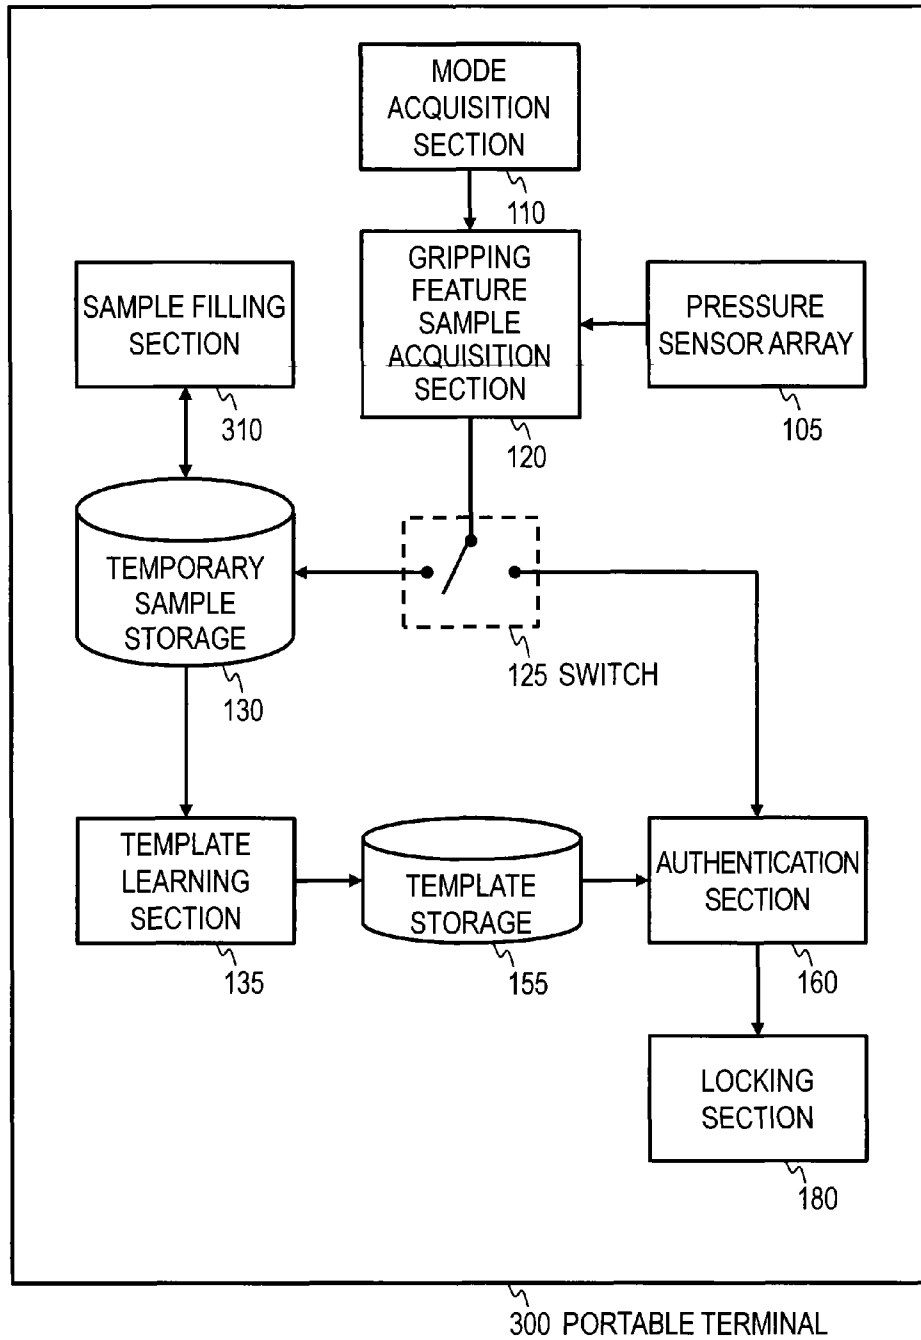 MODE
ACQUISITION
SECTION
110
GRIPPING
FEATURE
SAMPLE
ACQUISITION
SECTION
120
SAMPLE FILLING
SECTION
310
PRESSURE
SENSOR ARRAY
105
TEMPORARY
SAMPLE
STORAGE
130
125 SWITCH
TEMPLATE
LEARNING
SECTION
135
TEMPLATE
STORAGE
155
AUTHENTICATION
SECTION
160
LOCKING
SECTION
180
300 PORTABLE TERMINAL